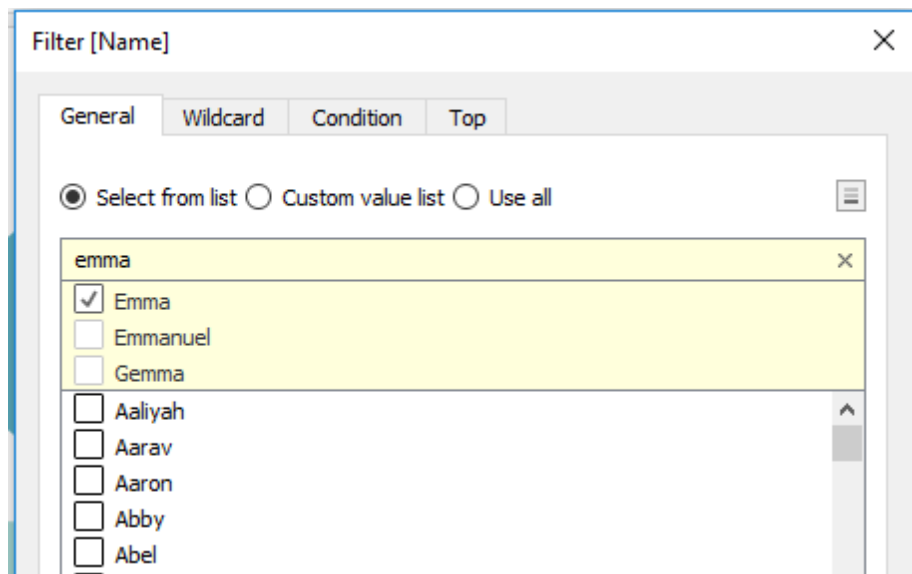 Filter [Name]
General Wildcard Condition Top
Select from list Custom value list Use all
emma
Emma
Emmanuel
Gemma
Aaliyah
Aarav
Aaron
Abby
Abel